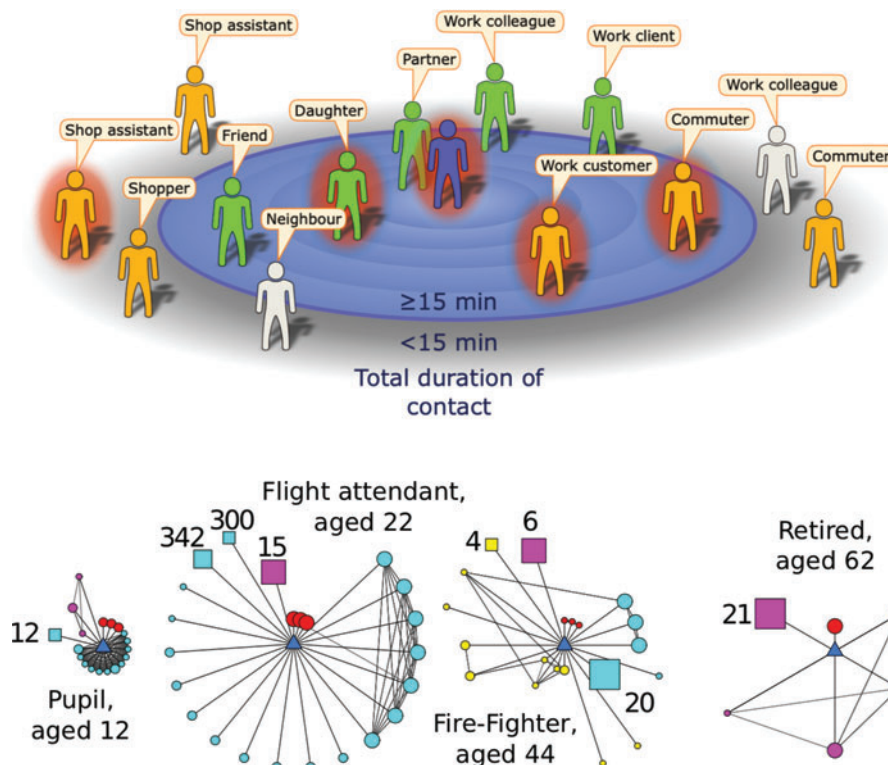 Shop assistant
Work colleague
Work client
Partner
Work colleague
Daughter
Commuter
Shop assistant
Friend
Commuter
Work customer
Shopper
Neighbour
≥15 min
<15 min
Total duration of
contact
Flight attendant,
aged 22
300
342
15
6
4
Retired,
aged 62
21
12
20
Pupil,
aged 12
Fire-Fighter,
aged 44